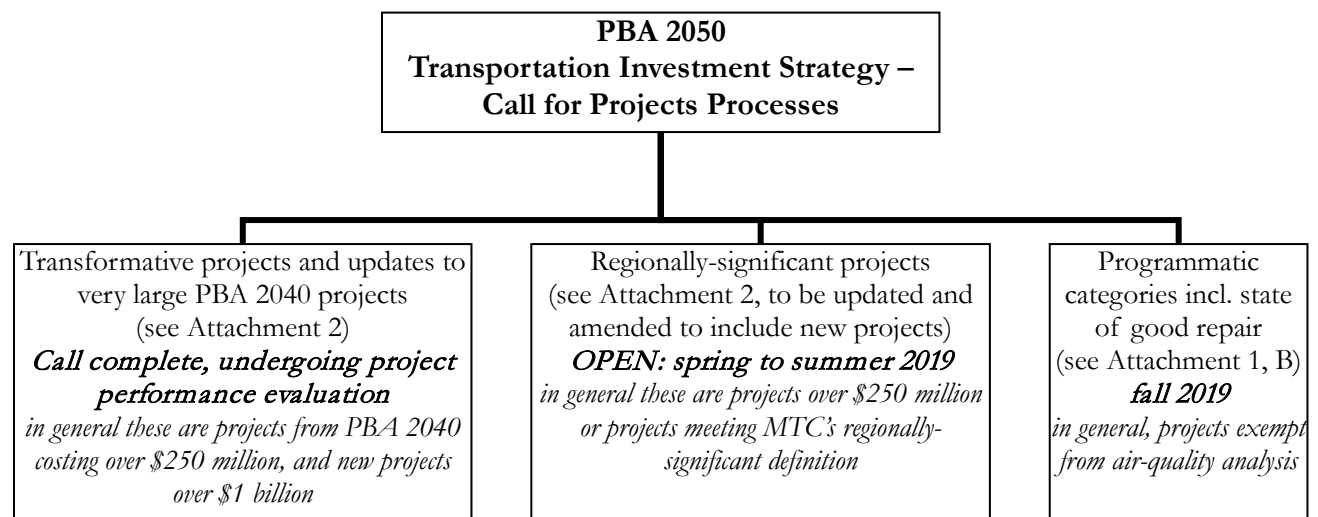 PBA 2050
Transportation Investment Strategy –
Call for Projects Processes
Transformative projects and updates to
very large PBA 2040 projects
(see Attachment 2)
Call complete, undergoing project
performance evaluation
in general these are projects from PBA 2040
costing over $250 million, and new projects
over $1 billion
Regionally-significant projects
(see Attachment 2, to be updated and
amended to include new projects)
OPEN: spring to summer 2019
in general these are projects over $250 million
or projects meeting MTC’s regionally-
significant definition
Programmatic
categories incl. state
of good repair
(see Attachment 1, B)
fall 2019
in general, projects exempt
from air-quality analysis